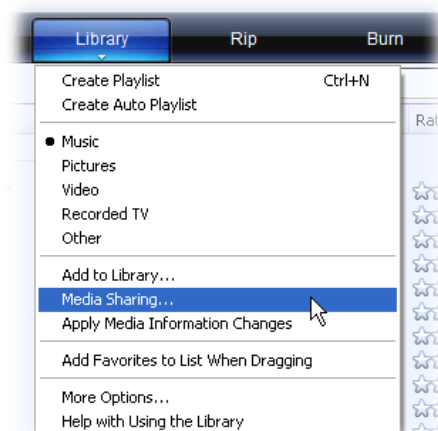 Library Rip Burn
Create Playlist Ctrl+N
Create Auto Playlist
Rat
Music
Pictures
Video
Recorded TV
Other
Add to Library...
Media Sharing...
Apply Media Information Changes
Add Favorites to List When Dragging
More Options...
Help with Using the Library